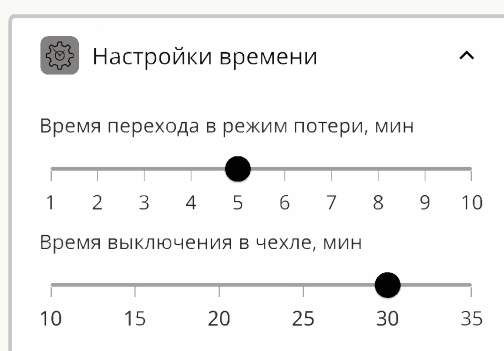 Настройки времени
Время перехода в режим потери, мин
1 2 3 4 5 6 7 8 9 10
Время выключения в чехле, мин
10 15 20 25 30 35